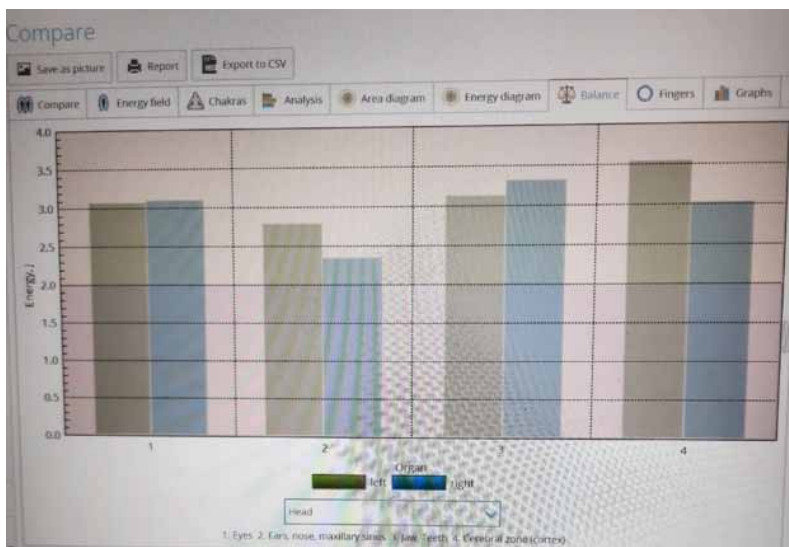 Compare
Save as picture Report Export to CSV
Compare Energy field Chakras Analysis Area diagram Energy diagram Balance Fingers Graphs
4.0
3.5
3.0
2.5
2.0
1.5
1.0
0.5
0.0
Energy, J
1 2 3 4
Organ
left right
Head
1. Eyes 2. Ears, nose, maxillary sinus 3. Jaw, Teeth 4. Cerebral zone (cortex)